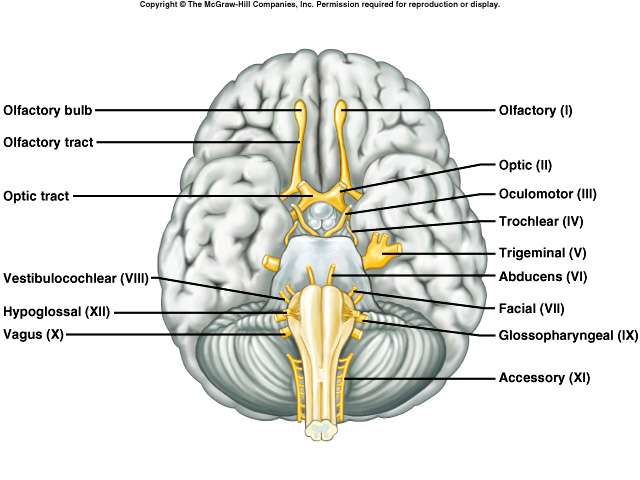 Copyright © The McGraw-Hill Companies, Inc. Permission required for reproduction or display.
Olfactory bulb
Olfactory tract
Optic tract
Vestibulocochlear (VIII)
Hypoglossal (XII)
Vagus (X)
Olfactory (I)
Optic (II)
Oculomotor (III)
Trochlear (IV)
Trigeminal (V)
Abducens (VI)
Facial (VII)
Glossopharyngeal (IX)
Accessory (XI)